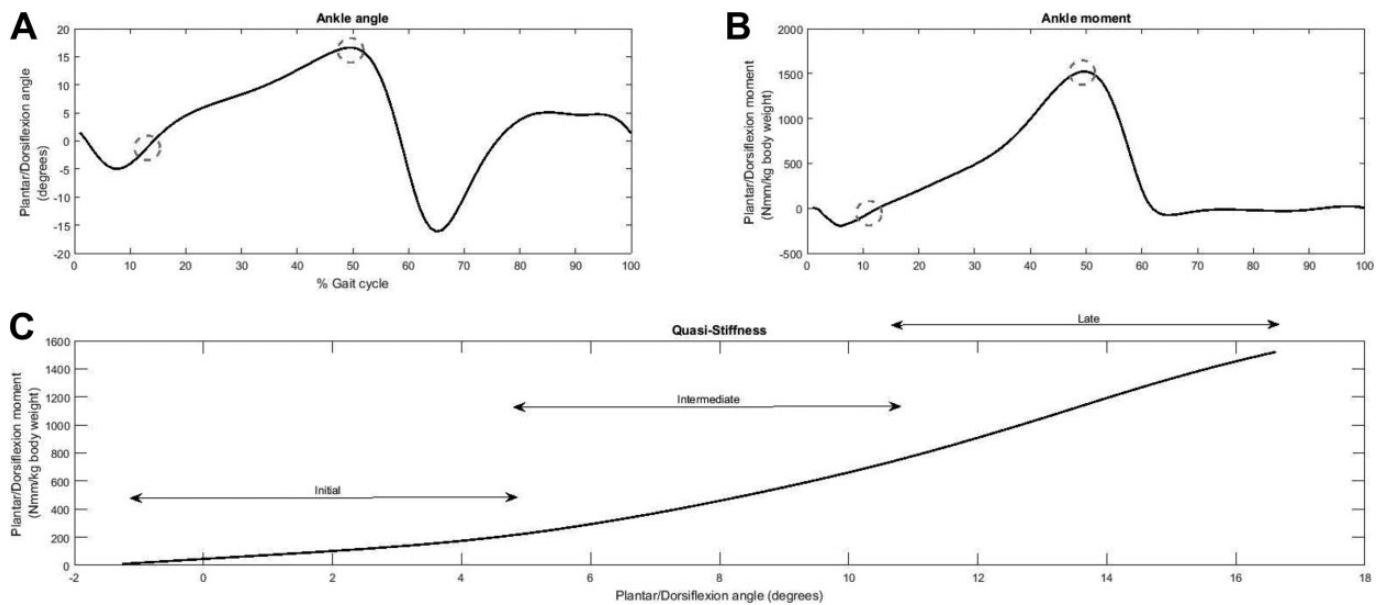 A
Ankle angle
Plantar/Dorsiflexion angle
(degrees)
20
15
10
5
0
-5
-10
-15
-20
0 10 20 30 40 50 60 70 80 90 100
% Gait cycle
B
Ankle moment
Plantar/Dorsiflexion moment
(Nmm/kg body weight)
2000
1500
1000
500
0
-500
0 10 20 30 40 50 60 70 80 90 100
C
Quasi-Stiffness
Plantar/Dorsiflexion moment
(Nmm/kg body weight)
1600
1400
1200
1000
800
600
400
200
0
Late
Intermediate
Initial
-2 0 2 4 6 8 10 12 14 16 18
Plantar/Dorsiflexion angle (degrees)